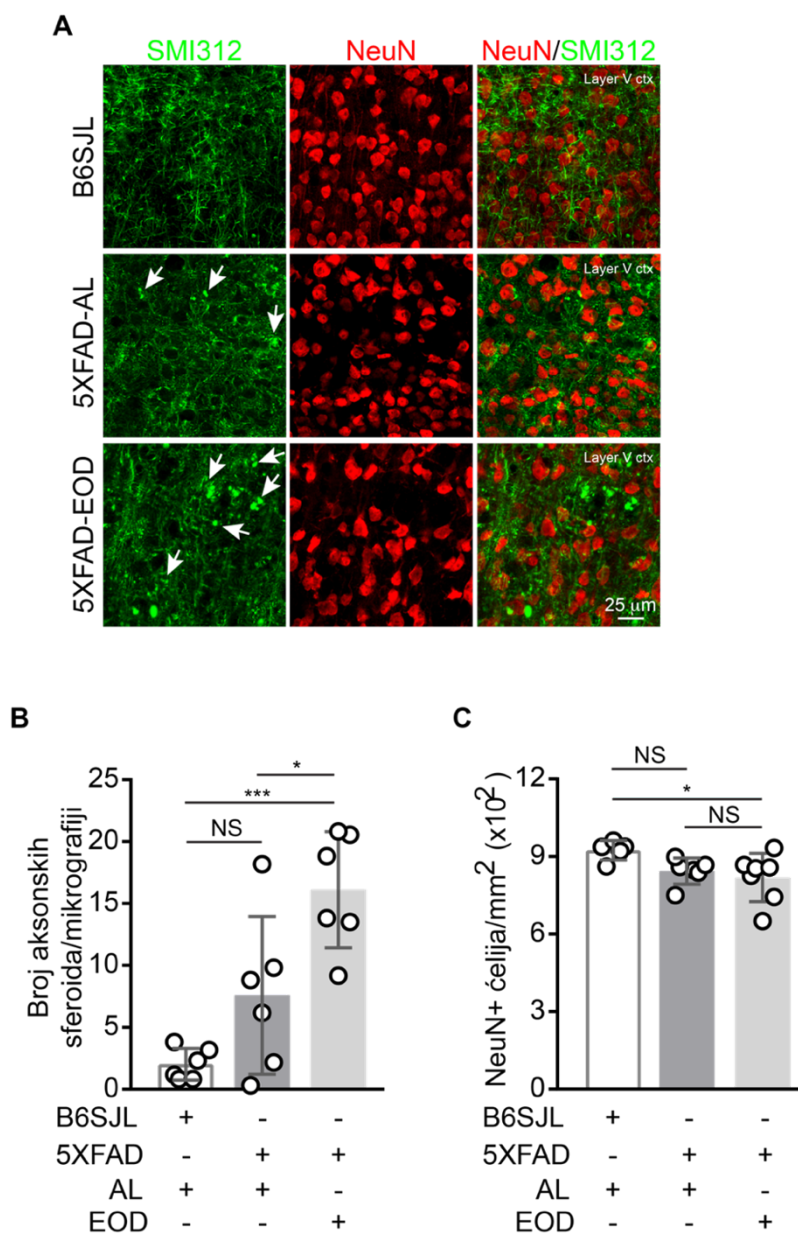 A
SMI312 NeuN NeuN/SMI312
B6SJL
Layer V ctx
5XFAD-AL
Layer V ctx
5XFAD-EOD
Layer V ctx
25 μm
B
Broj aksonskih
sferoida/mikrografiji
25
20
15
10
5
0
*
***
NS
B6SJL + - -
5XFAD - + +
AL + + -
EOD - - +
C
NeuN+ ćelija/mm² (x10²)
12
9
6
3
0
NS
*
NS
B6SJL + - -
5XFAD - + +
AL + + -
EOD - - +